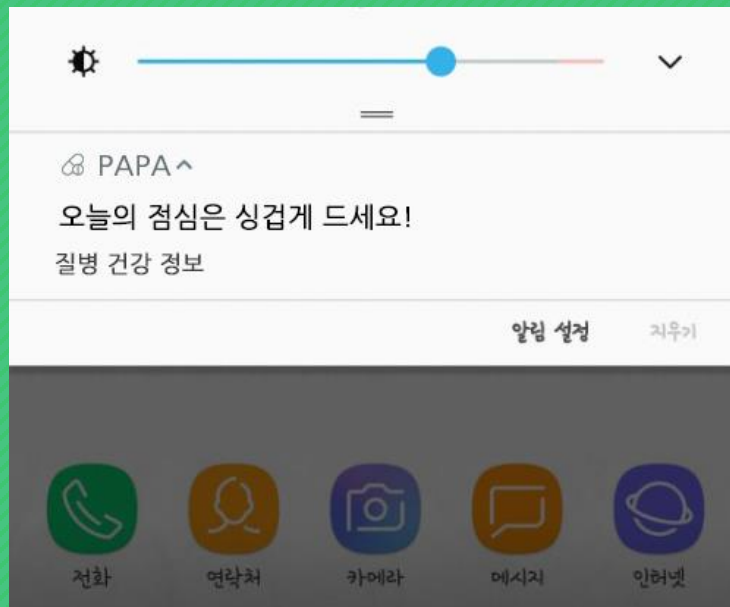 PAPA
오늘의 점심은 싱겁게 드세요!
질병 건강 정보
알림 설정 지우기
전화 연락처 카메라 메시지 인터넷